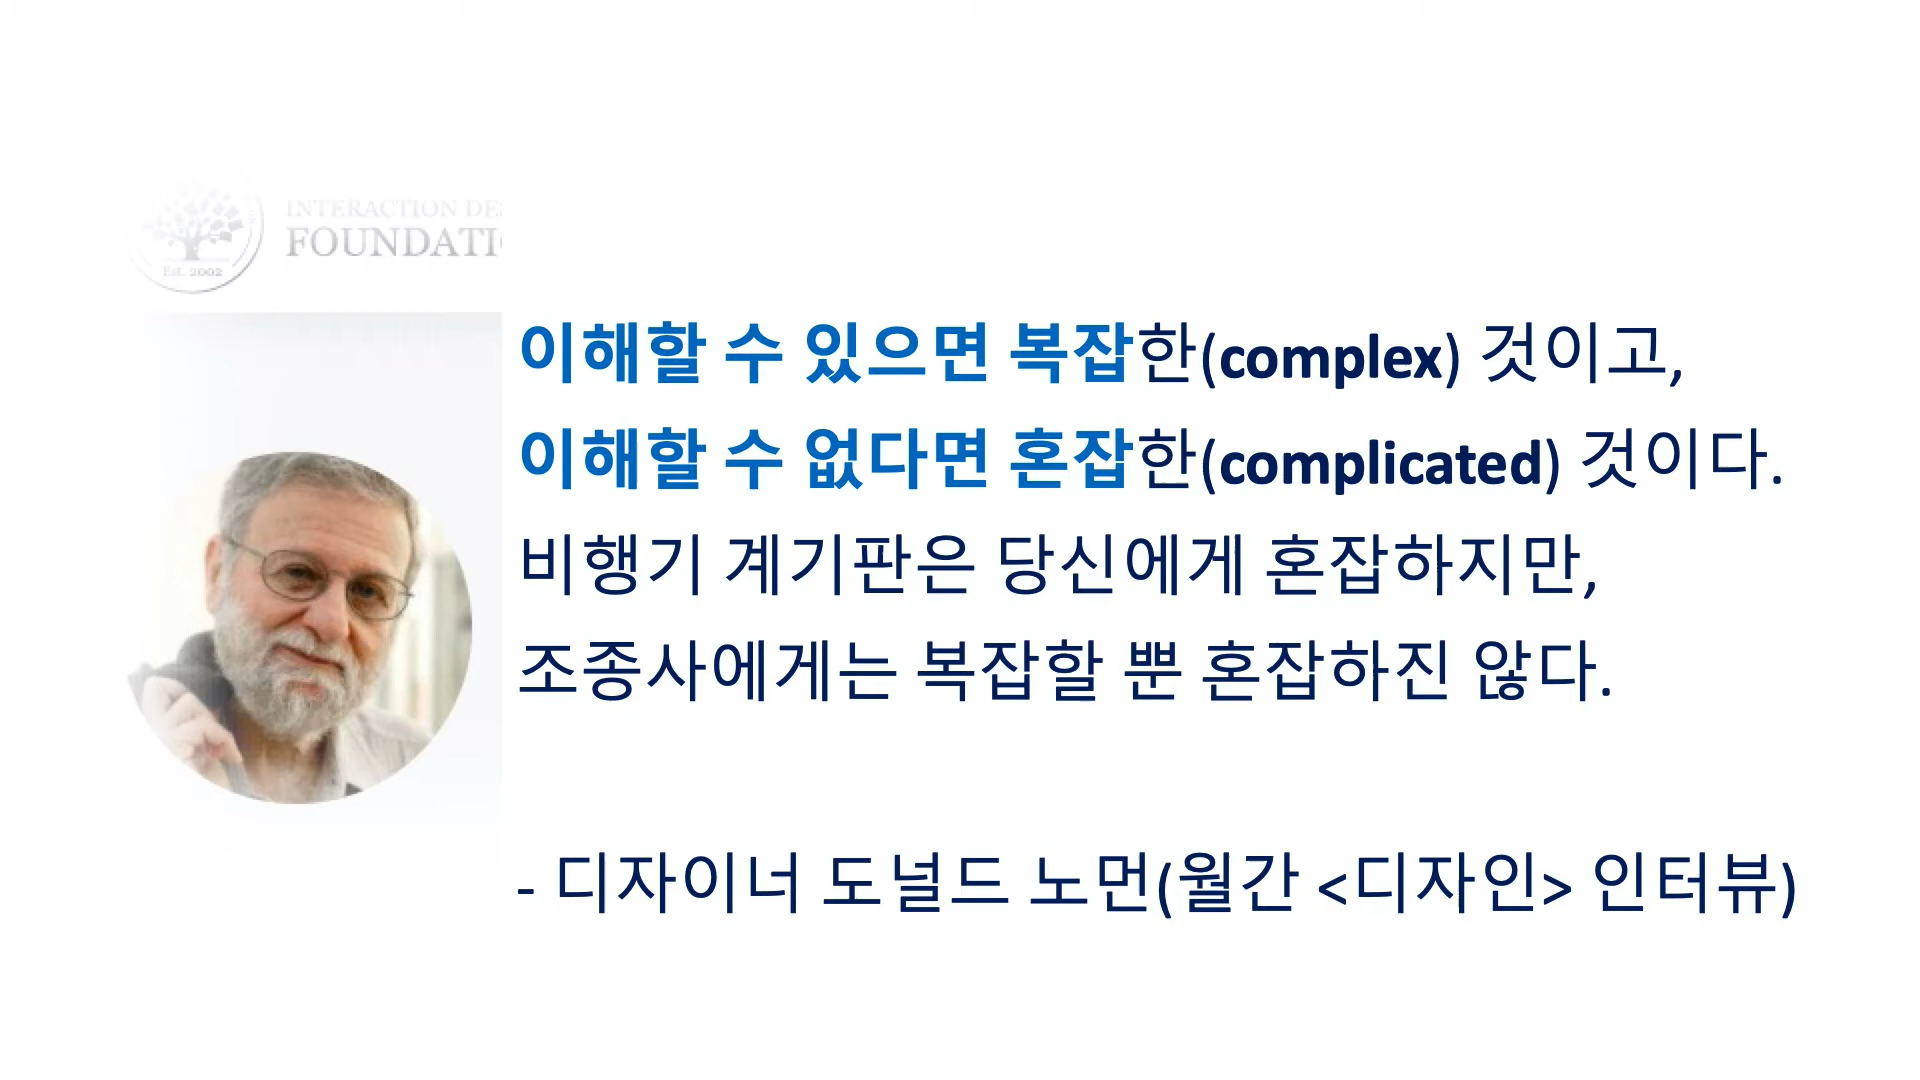 INTERACTION DES
FOUNDATI
Est. 2002
이해할 수 있으면 복잡한(complex) 것이고,
이해할 수 없다면 혼잡한(complicated) 것이다.
비행기 계기판은 당신에게 혼잡하지만,
조종사에게는 복잡할 뿐 혼잡하진 않다.
- 디자이너 도널드 노먼(월간 <디자인> 인터뷰)